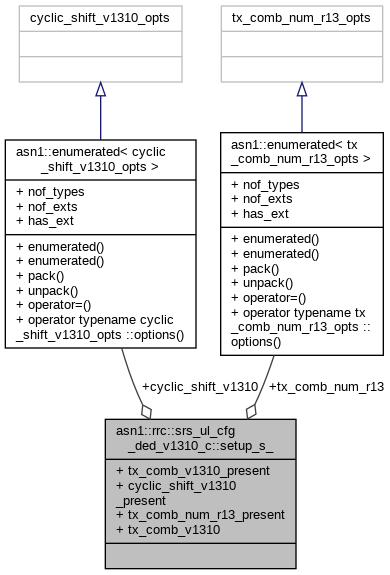 cyclic_shift_v1310_opts
tx_comb_num_r13_opts
asn1::enumerated< cyclic
_shift_v1310_opts >
+ nof_types
+ nof_exts
+ has_ext
+ enumerated()
+ enumerated()
+ pack()
+ unpack()
+ operator=()
+ operator typename cyclic
_shift_v1310_opts ::options()
asn1::enumerated< tx
_comb_num_r13_opts >
+ nof_types
+ nof_exts
+ has_ext
+ enumerated()
+ enumerated()
+ pack()
+ unpack()
+ operator=()
+ operator typename tx
_comb_num_r13_opts ::
options()
+cyclic_shift_v1310
+tx_comb_num_r13
asn1::rrc::srs_ul_cfg
_ded_v1310_c::setup_s_
+ tx_comb_v1310_present
+ cyclic_shift_v1310
_present
+ tx_comb_num_r13_present
+ tx_comb_v1310